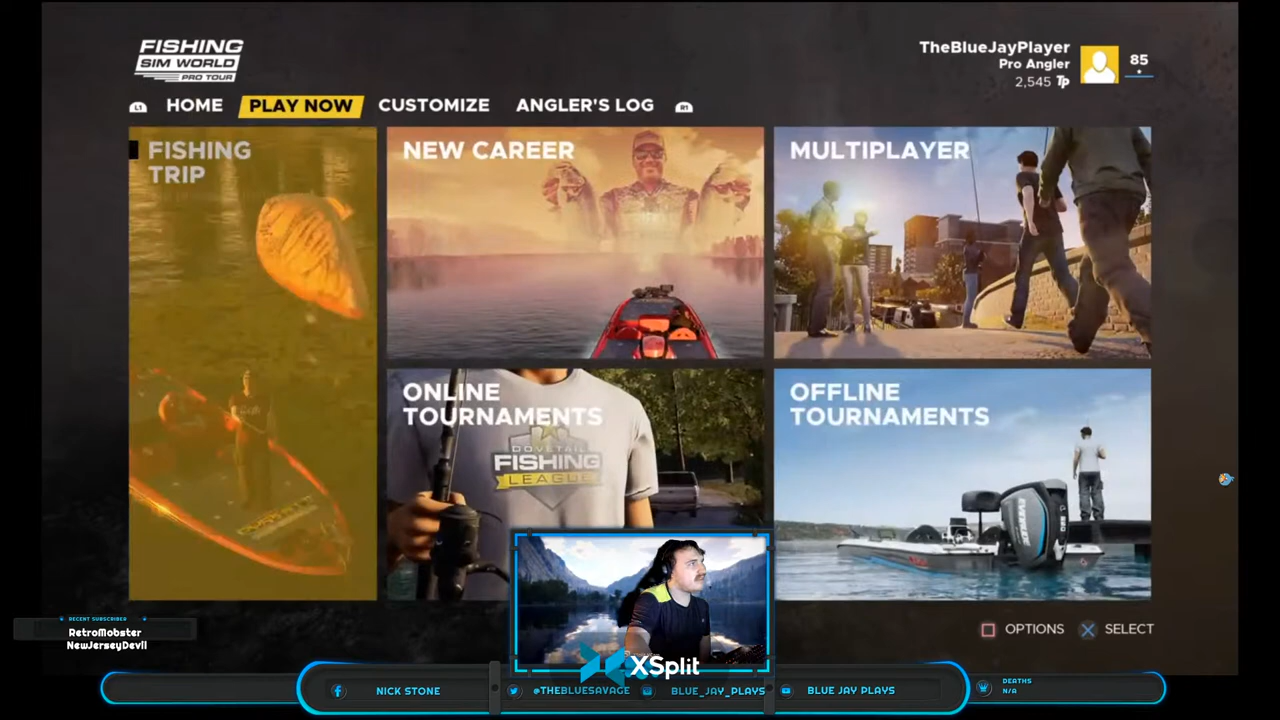 FISHING
SIM WORLD
PRO TOUR
TheBlueJayPlayer
Pro Angler
2,545 TP
85
L1 HOME PLAY NOW CUSTOMIZE ANGLER'S LOG R1
FISHING
TRIP
NEW CAREER
MULTIPLAYER
ONLINE
TOURNAMENTS
DOVETAIL
FISHING
LEAGUE
OFFLINE
TOURNAMENTS
OPTIONS SELECT
RECENT SUBSCRIBER
RetroMobster
NewJerseyDevil
XSplit
NICK STONE
@THEBLUESAVAGE
BLUE_JAY_PLAYS
BLUE JAY PLAYS
DEATHS
N/A